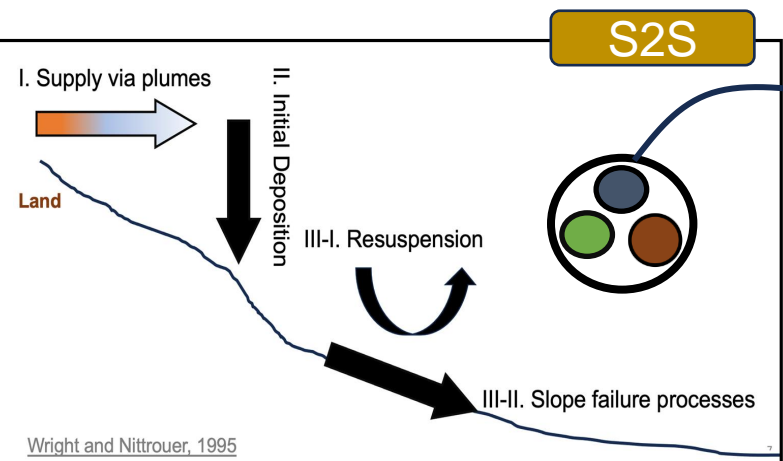 S2S
I. Supply via plumes
II. Initial Deposition
Land
III-I. Resuspension
III-II. Slope failure processes
Wright and Nittrouer, 1995
7